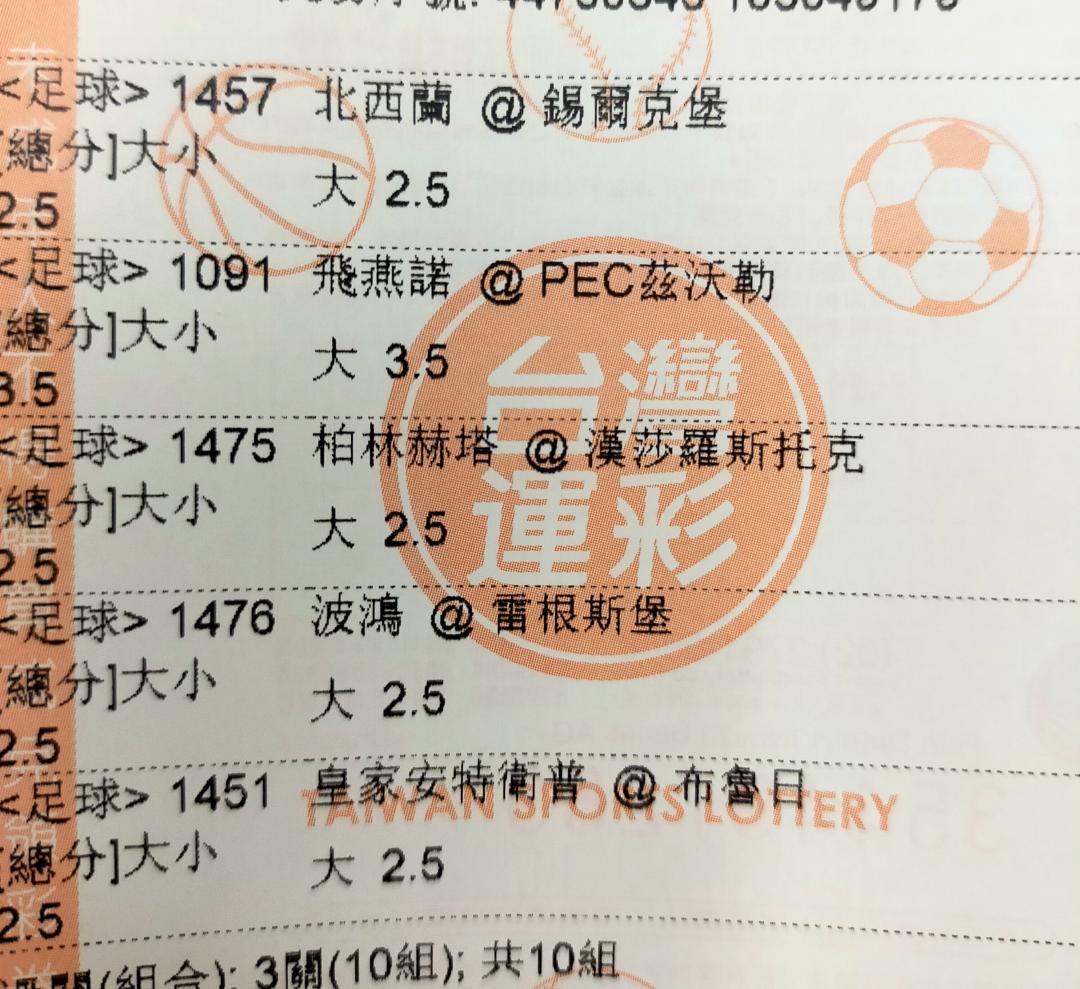 <足球> 1457 北西蘭 @ 錫爾克堡
[總分]大小 大 2.5
2.5
<足球> 1091 飛燕諾 @ PEC茲沃勒
[總分]大小 大 3.5
3.5
<足球> 1475 柏林赫塔 @ 漢莎羅斯托克
[總分]大小 大 2.5
2.5
<足球> 1476 波鴻 @ 雷根斯堡
[總分]大小 大 2.5
2.5
<足球> 1451 皇家安特衛普 @ 布魯日
[總分]大小 大 2.5
2.5
(組合); 3關(10組); 共10組
台灣
運彩
TAIWAN SPORTS LOTTERY